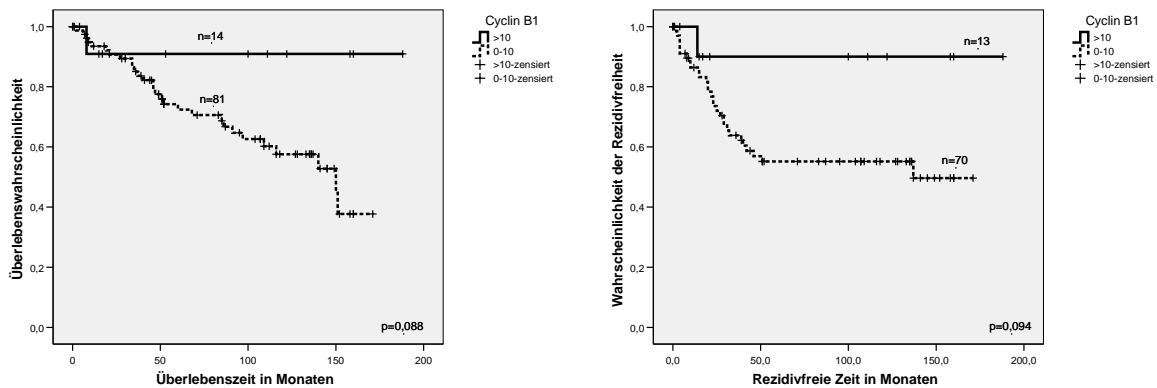 Cyclin B1
>10
0-10
>10-zensiert
0-10-zensiert
Überlebenswahrscheinlichkeit
1,0
0,8
0,6
0,4
0,2
0,0
n=14
n=81
p=0,088
0
50
100
150
200
Überlebenszeit in Monaten
Cyclin B1
>10
0-10
>10-zensiert
0-10-zensiert
Wahrscheinlichkeit der Rezidivfreiheit
1,0
0,8
0,6
0,4
0,2
0,0
n=13
n=70
p=0,094
0,0
50,0
100,0
150,0
200,0
Rezidivfreie Zeit in Monaten